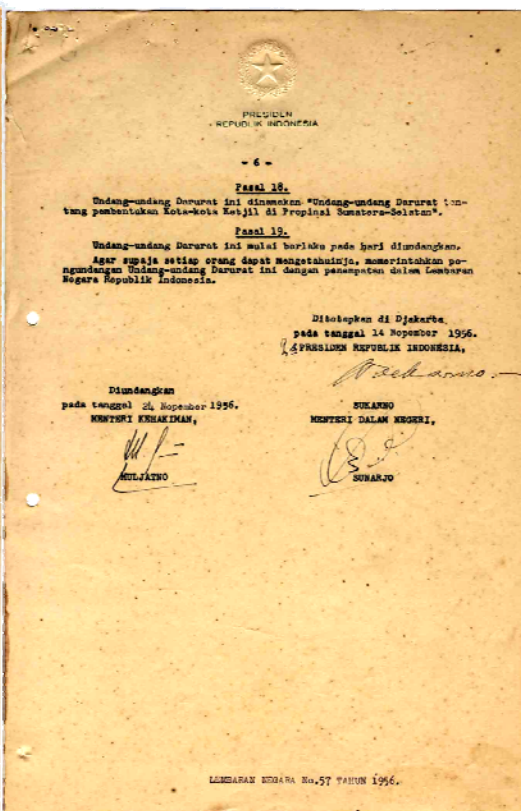 PRESIDEN
REPUBLIK INDONESIA
- 6 -
Pasal 18.
Undang-undang Darurat ini dinamakan "Undang-undang Darurat ten-
tang pembentukan Kota-kota Ketjil di Propinsi Sumatera-Selatan".
Pasal 19.
Undang-undang Darurat ini mulai berlaku pada hari diundangkan.
Agar supaja setiap orang dapat mengetahuinja, memerintahkan pe-
ngundangan Undang-undang Darurat ini dengan penempatan dalam Lembaran
Negara Republik Indonesia.
Ditetapkan di Djakarta
pada tanggal 14 Nopember 1956.
PRESIDEN REPUBLIK INDONESIA,
Soekarno
SUKARNO
Diundangkan
pada tanggal 24 Nopember 1956.
MENTERI KEHAKIMAN,
MULJATNO
MENTERI DALAM NEGERI,
SUNARJO
LEMBARAN NEGARA No.57 TAHUN 1956.